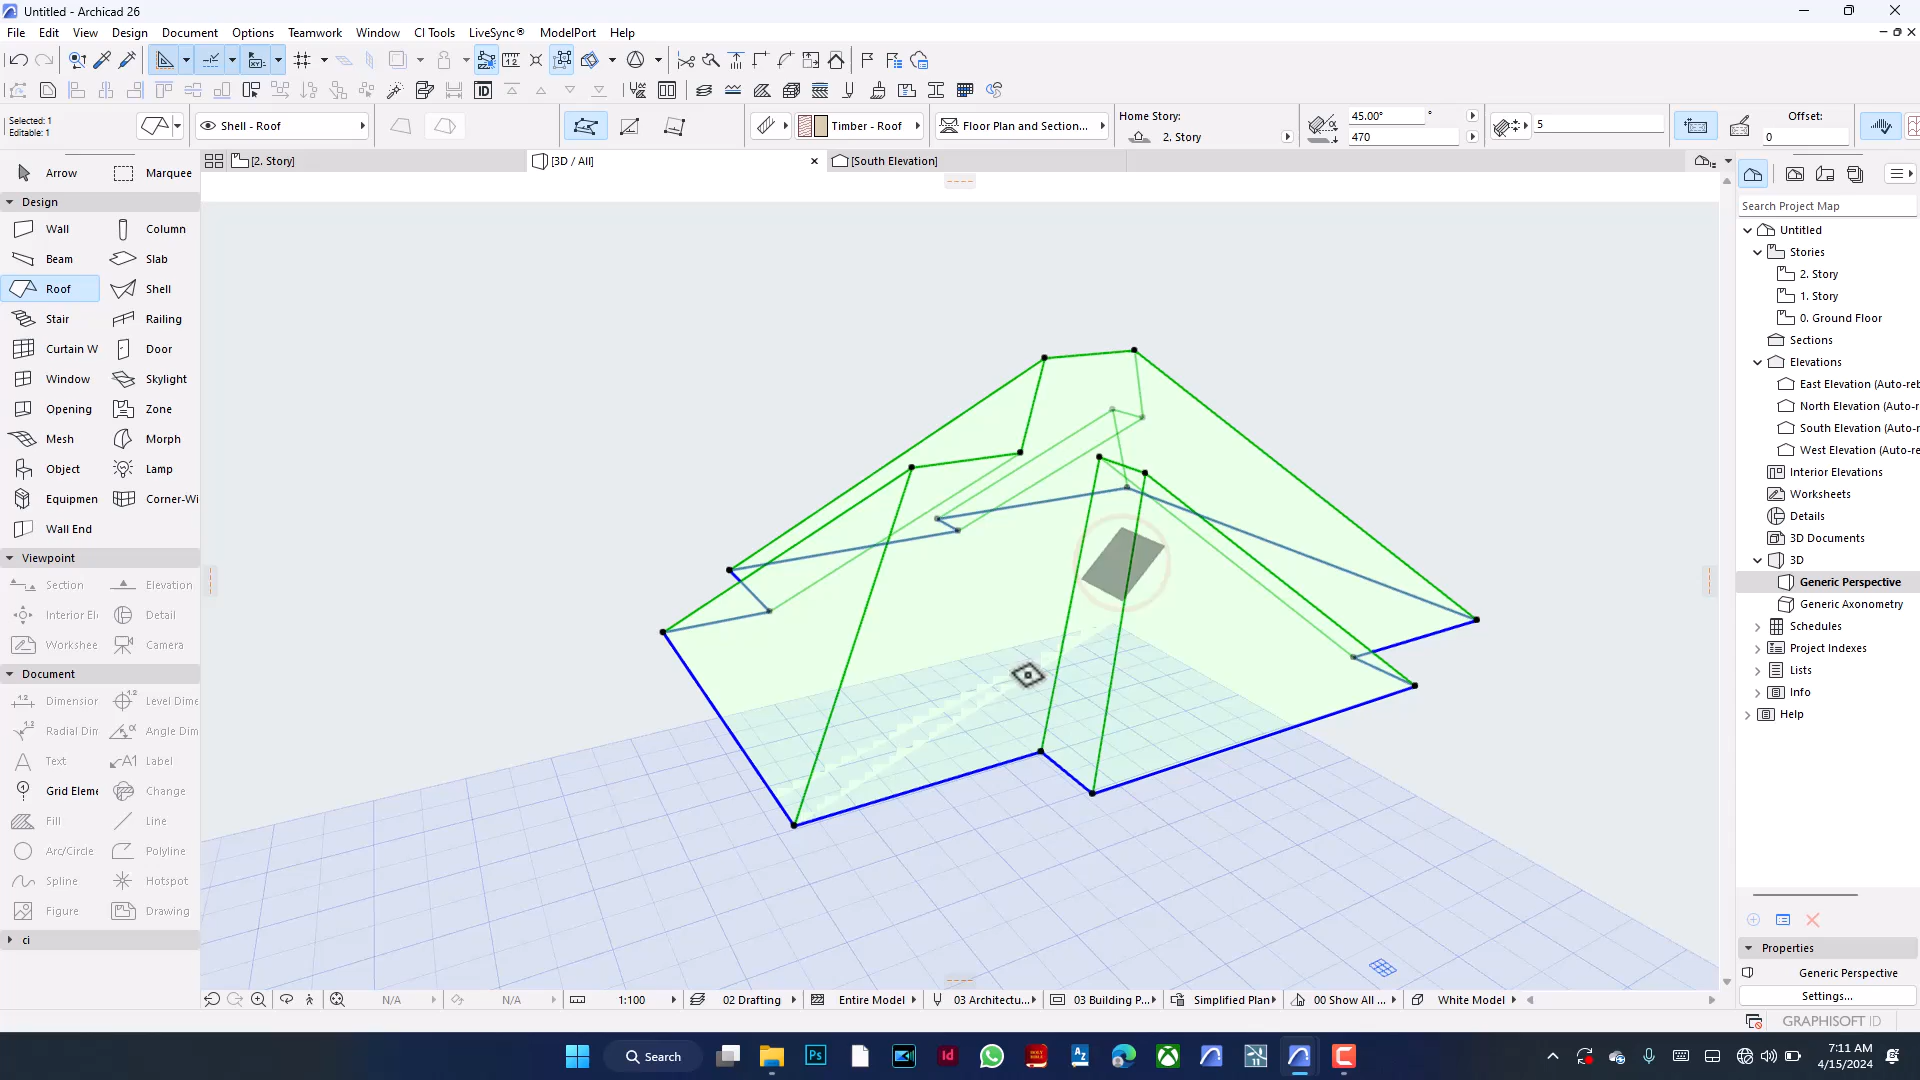 Untitled - Archicad 26
File Edit View Design Document Options Teamwork Window CI Tools LiveSync® ModelPort Help
Selected: 1
Editable: 1
Shell - Roof
Timber - Roof
Floor Plan and Section...
Home Story:
2. Story
45.00°
°
470
5
Offset:
0
[2. Story]
[3D / All]
[South Elevation]
Arrow Marquee
Design
Wall Column
Beam Slab
Roof Shell
Stair Railing
Curtain W Door
Window Skylight
Opening Zone
Mesh Morph
Object Lamp
Equipmen Corner-Wi
Wall End
Viewpoint
Section Elevation
Interior El Detail
Workshee Camera
Document
Dimension Level Dime
Radial Dim Angle Dim
Text Label
Grid Eleme Change
Fill Line
Arc/Circle Polyline
Spline Hotspot
Figure Drawing
ci
Search Project Map
Untitled
Stories
2. Story
1. Story
0. Ground Floor
Sections
Elevations
East Elevation (Auto-reb
North Elevation (Auto-r
South Elevation (Auto-r
West Elevation (Auto-re
Interior Elevations
Worksheets
Details
3D Documents
3D
Generic Perspective
Generic Axonometry
Schedules
Project Indexes
Lists
Info
Help
Properties
Generic Perspective
Settings...
N/A N/A 1:100 02 Drafting Entire Model 03 Architectu... 03 Building P... Simplified Plan 00 Show All ... White Model
GRAPHISOFT ID
Search
7:11 AM
4/15/2024